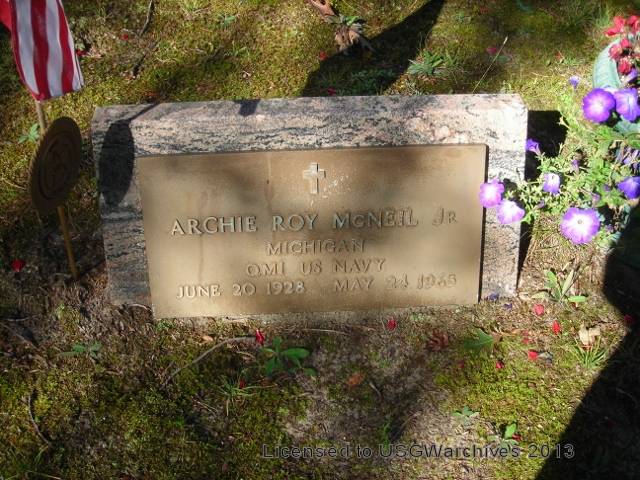 ARCHIE ROY McNEIL JR
MICHIGAN
QM1 US NAVY
JUNE 20 1928 MAY 24 1965
Licensed to USGWarchives 2013